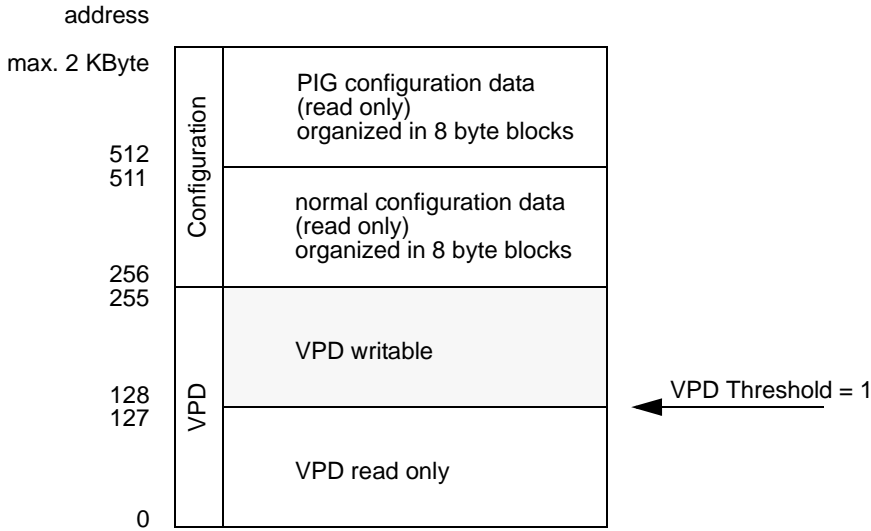 address
max. 2 KByte
PIG configuration data
(read only)
organized in 8 byte blocks
Configuration
512
511
normal configuration data
(read only)
organized in 8 byte blocks
256
255
VPD writable
VPD
128
127
VPD Threshold = 1
VPD read only
0